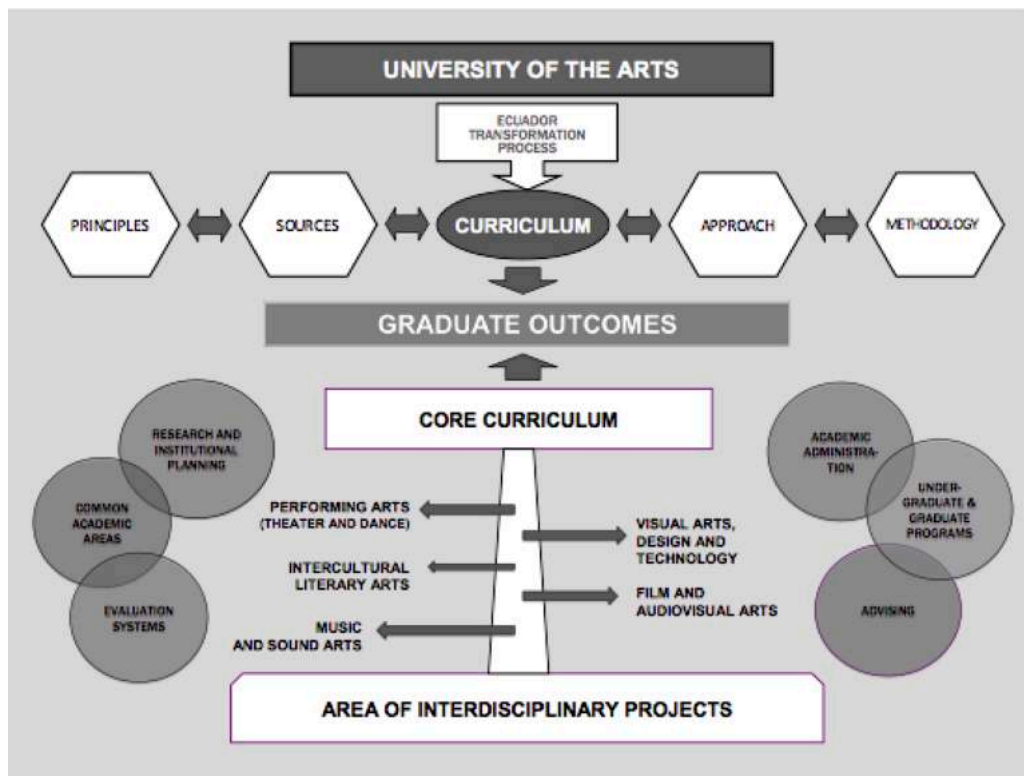 UNIVERSITY OF THE ARTS
ECUADOR
TRANSFORMATION
PROCESS
PRINCIPLES
SOURCES
CURRICULUM
APPROACH
METHODOLOGY
GRADUATE OUTCOMES
CORE CURRICULUM
RESEARCH AND
INSTITUTIONAL
PLANNING
COMMON
ACADEMIC
AREAS
EVALUATION
SYSTEMS
PERFORMING ARTS
(THEATER AND DANCE)
INTERCULTURAL
LITERARY ARTS
MUSIC
AND SOUND ARTS
VISUAL ARTS,
DESIGN AND
TECHNOLOGY
FILM AND
AUDIOVISUAL ARTS
ACADEMIC
ADMINISTRA-
TION
UNDER-
GRADUATE &
GRADUATE
PROGRAMS
ADVISING
AREA OF INTERDISCIPLINARY PROJECTS